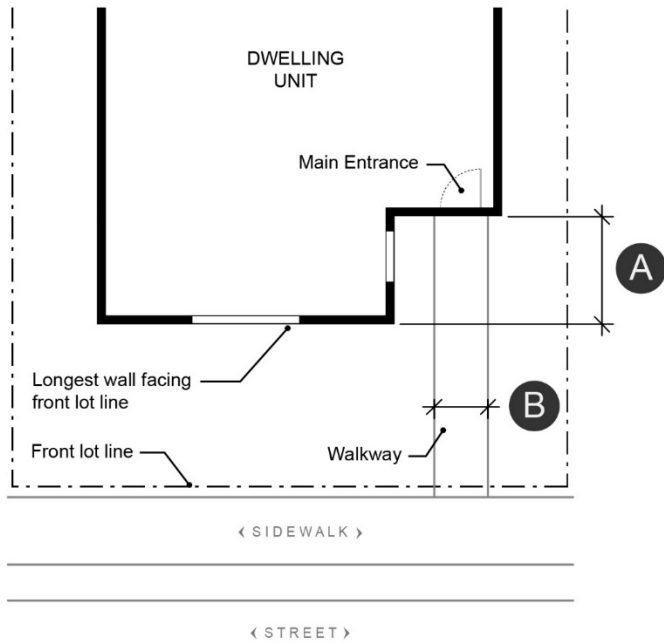 DWELLING
UNIT
Main Entrance
A
Longest wall facing
front lot line
B
Front lot line
Walkway
‹ SIDEWALK ›
‹ STREET ›